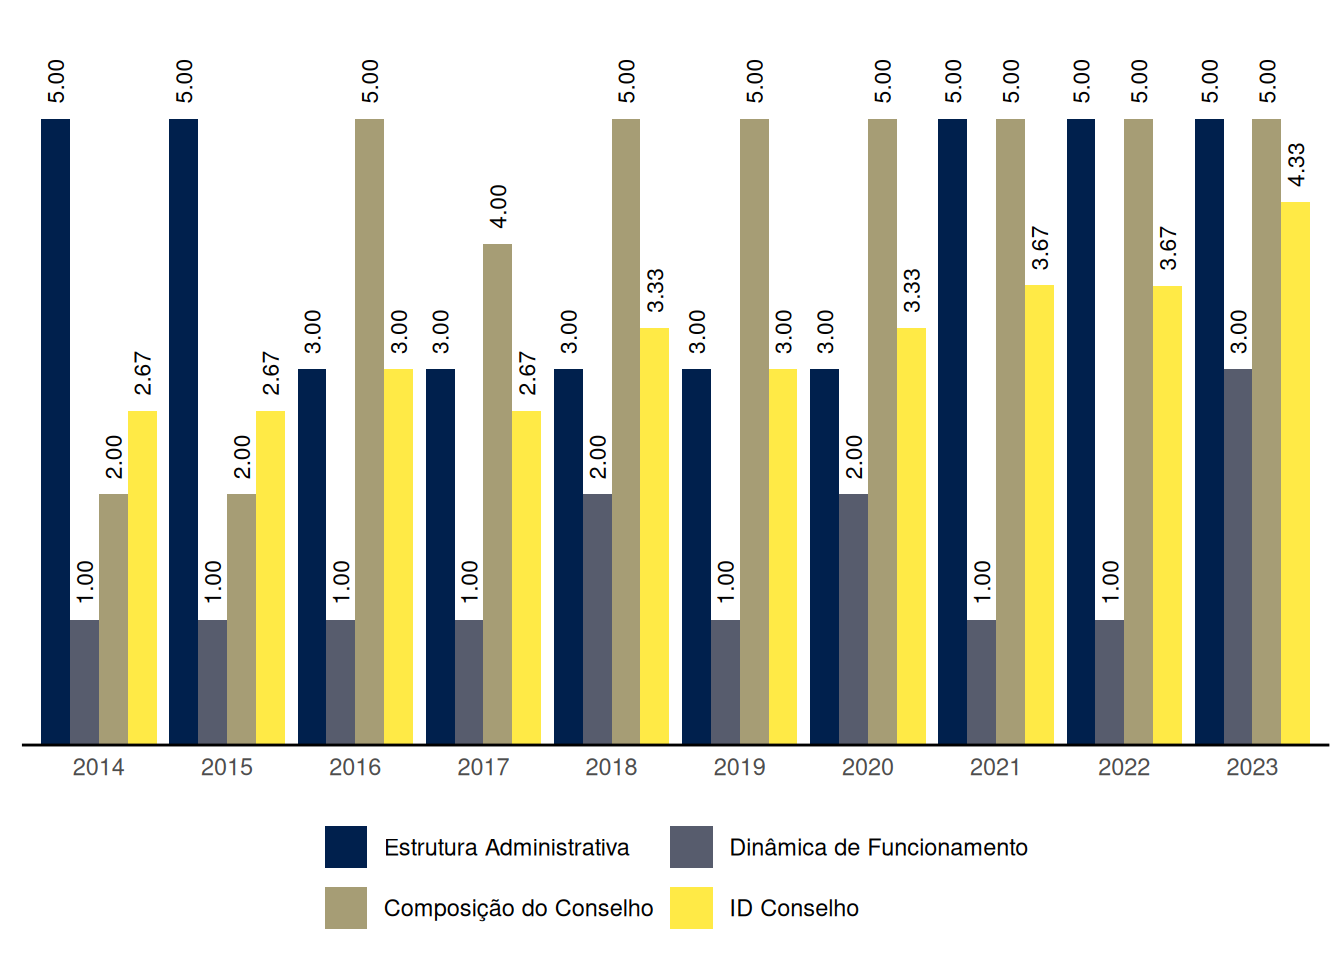 5.00 1.00 2.00 2.67 5.00 1.00 2.00 2.67 3.00 1.00 5.00 3.00 3.00 1.00 4.00 2.67 3.00 2.00 5.00 3.33 3.00 1.00 5.00 3.00 3.00 2.00 5.00 3.33 5.00 1.00 5.00 3.67 5.00 1.00 5.00 3.67 5.00 3.00 5.00 4.33
2014 2015 2016 2017 2018 2019 2020 2021 2022 2023
Estrutura Administrativa Dinâmica de Funcionamento
Composição do Conselho ID Conselho